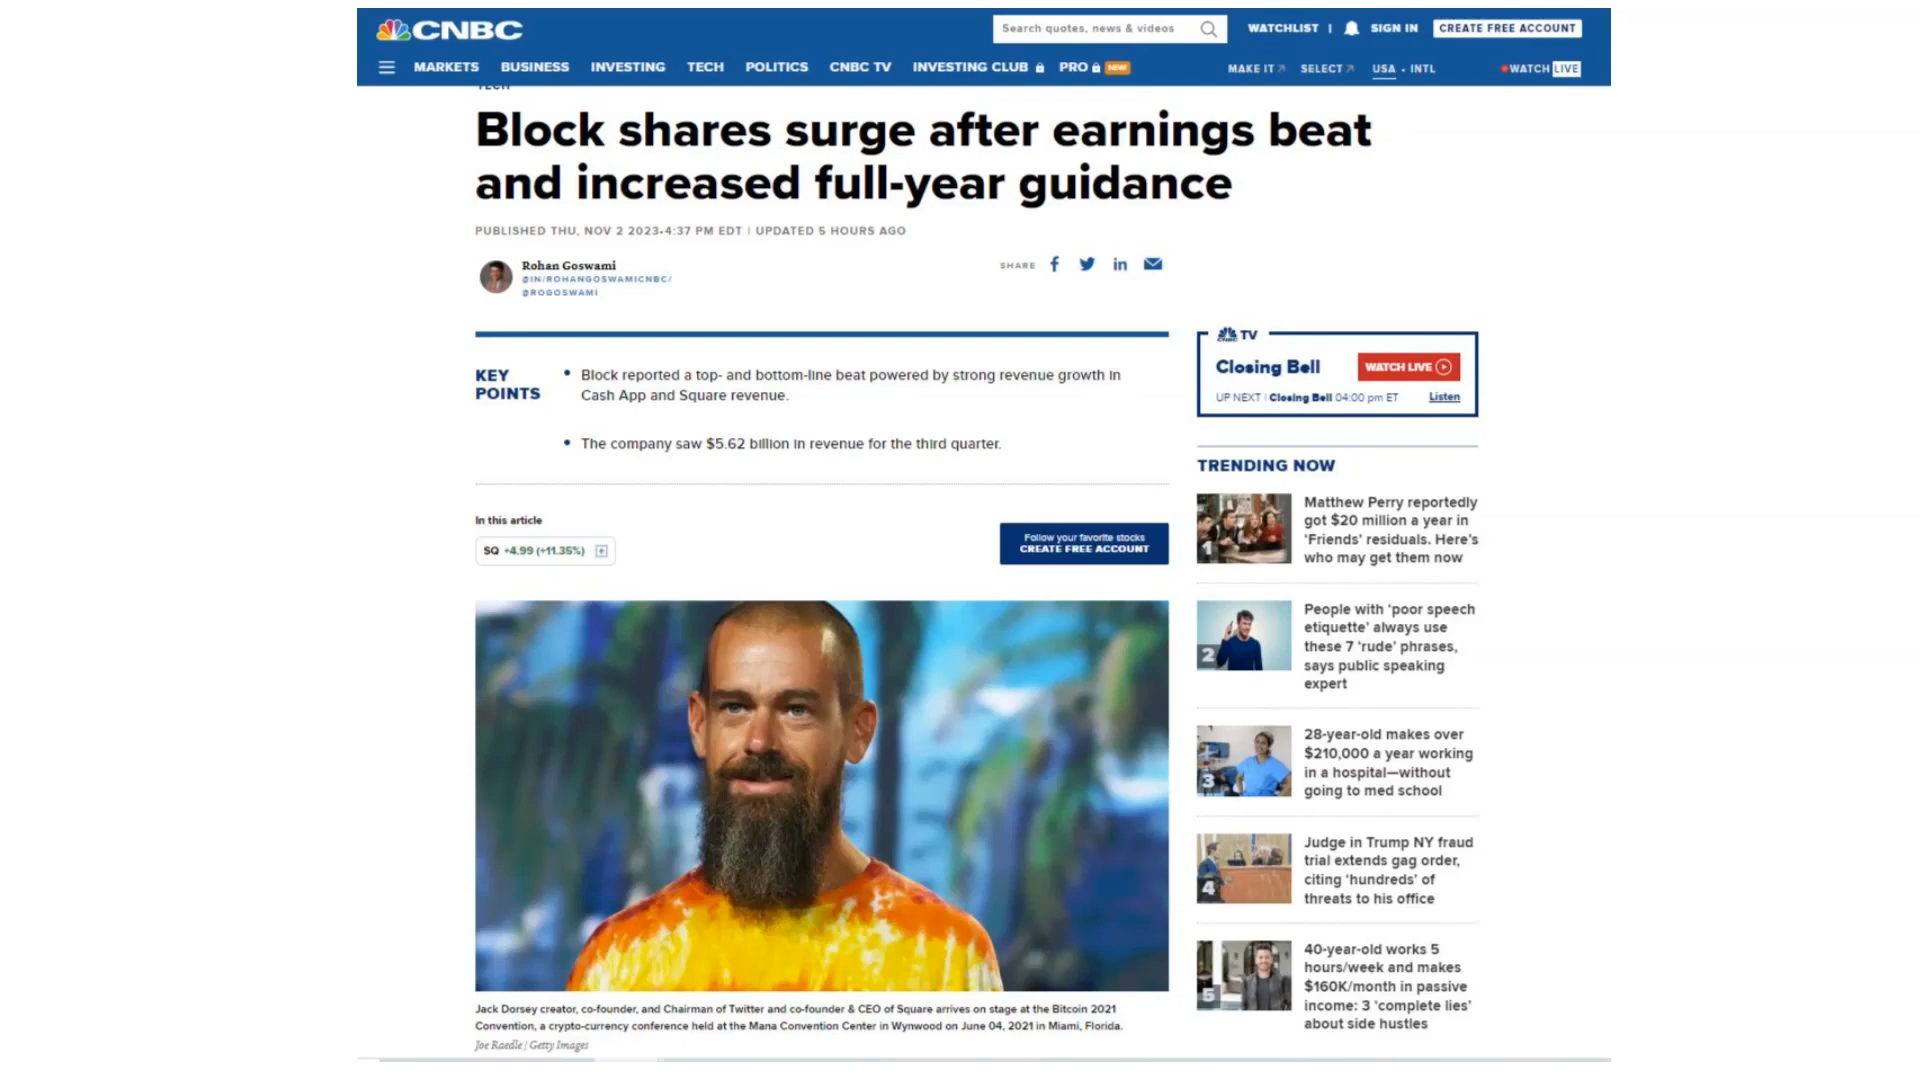 CNBC
Search quotes, news & videos
WATCHLIST |
SIGN IN
CREATE FREE ACCOUNT
MARKETS BUSINESS INVESTING TECH POLITICS CNBC TV INVESTING CLUB PRO NEW
MAKE IT SELECT USA • INTL
WATCH LIVE
TECH
Block shares surge after earnings beat
and increased full-year guidance
PUBLISHED THU, NOV 2 2023•4:37 PM EDT | UPDATED 5 HOURS AGO
Rohan Goswami
@IN/ROHANGOSWAMICNBC/
@ROGOSWAMI
SHARE
KEY
POINTS
• Block reported a top- and bottom-line beat powered by strong revenue growth in
Cash App and Square revenue.
• The company saw $5.62 billion in revenue for the third quarter.
In this article
SQ +4.99 (+11.35%)
Follow your favorite stocks
CREATE FREE ACCOUNT
Jack Dorsey creator, co-founder, and Chairman of Twitter and co-founder & CEO of Square arrives on stage at the Bitcoin 2021
Convention, a crypto-currency conference held at the Mana Convention Center in Wynwood on June 04, 2021 in Miami, Florida.
Joe Raedle | Getty Images
CNBC TV
Closing Bell
WATCH LIVE
UP NEXT | Closing Bell 04:00 pm ET
Listen
TRENDING NOW
1
Matthew Perry reportedly
got $20 million a year in
‘Friends’ residuals. Here’s
who may get them now
2
People with ‘poor speech
etiquette’ always use
these 7 ‘rude’ phrases,
says public speaking
expert
3
28-year-old makes over
$210,000 a year working
in a hospital—without
going to med school
4
Judge in Trump NY fraud
trial extends gag order,
citing ‘hundreds’ of
threats to his office
5
40-year-old works 5
hours/week and makes
$160K/month in passive
income: 3 ‘complete lies’
about side hustles